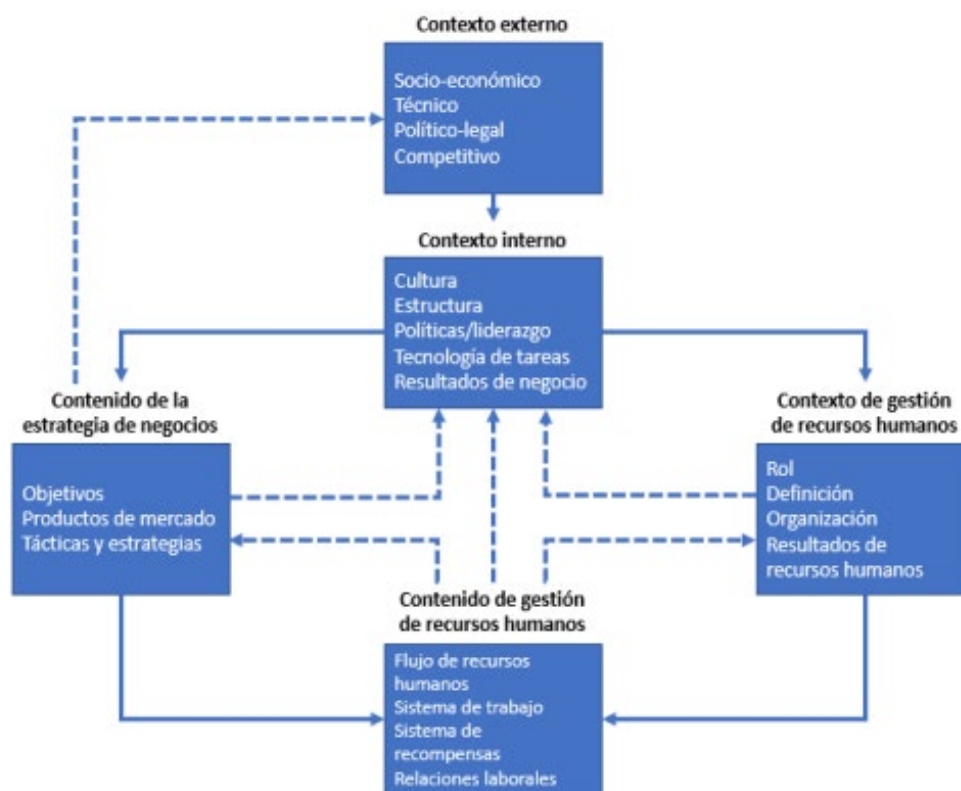 Contexto externo
Socio-económico
Técnico
Político-legal
Competitivo
Contexto interno
Cultura
Estructura
Políticas/liderazgo
Tecnología de tareas
Resultados de negocio
Contenido de la
estrategia de negocios
Objetivos
Productos de mercado
Tácticas y estrategias
Contexto de gestión
de recursos humanos
Rol
Definición
Organización
Resultados de
recursos humanos
Contenido de gestión
de recursos humanos
Flujo de recursos
humanos
Sistema de trabajo
Sistema de
recompensas
Relaciones laborales